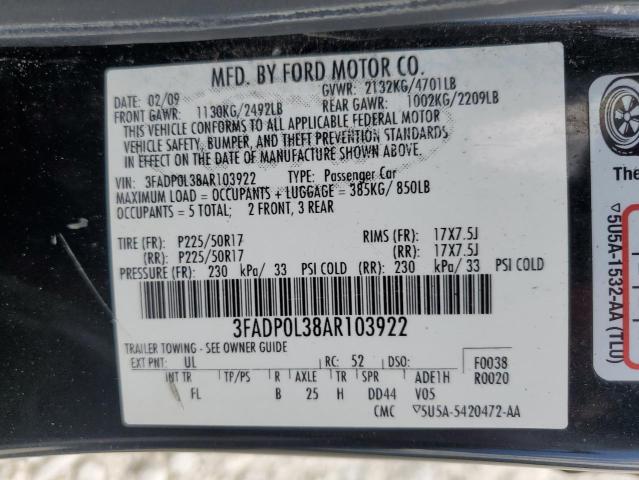 MFD. BY FORD MOTOR CO.
DATE: 02/09 GVWR: 2132KG/4701LB
FRONT GAWR: 1130KG/2492LB REAR GAWR: 1002KG/2209LB
THIS VEHICLE CONFORMS TO ALL APPLICABLE FEDERAL MOTOR
VEHICLE SAFETY, BUMPER, AND THEFT PREVENTION STANDARDS
IN EFFECT ON THE DATE OF MANUFACTURE SHOWN ABOVE.
VIN: 3FADP0L38AR103922 TYPE: Passenger Car
MAXIMUM LOAD = OCCUPANTS + LUGGAGE = 385KG/ 850LB
OCCUPANTS = 5 TOTAL; 2 FRONT, 3 REAR
TIRE (FR): P225/50R17 RIMS (FR): 17X7.5J
(RR): P225/50R17 (RR): 17X7.5J
PRESSURE (FR): 230 kPa/ 33 PSI COLD (RR): 230 kPa/ 33 PSI COLD
3FADP0L38AR103922
TRAILER TOWING - SEE OWNER GUIDE
EXT PNT: UL RC: 52 DSO: F0038
INT TR TP/PS R AXLE TR SPR ADE1H R0020
FL B 25 H DD44 V05
CMC ▽5U5A-5420472-AA
The
▽5U5A-1532-AA (TLU)